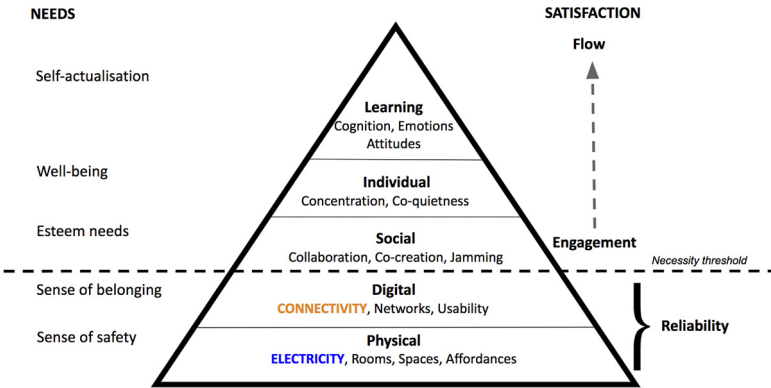 NEEDS
SATISFACTION
Flow
Self-actualisation
Learning
Cognition, Emotions
Attitudes
Well-being
Individual
Concentration, Co-quietness
Esteem needs
Social
Engagement
Collaboration, Co-creation, Jamming
Necessity threshold
Sense of belonging
Digital
CONNECTIVITY, Networks, Usability
Reliability
Sense of safety
Physical
ELECTRICITY, Rooms, Spaces, Affordances